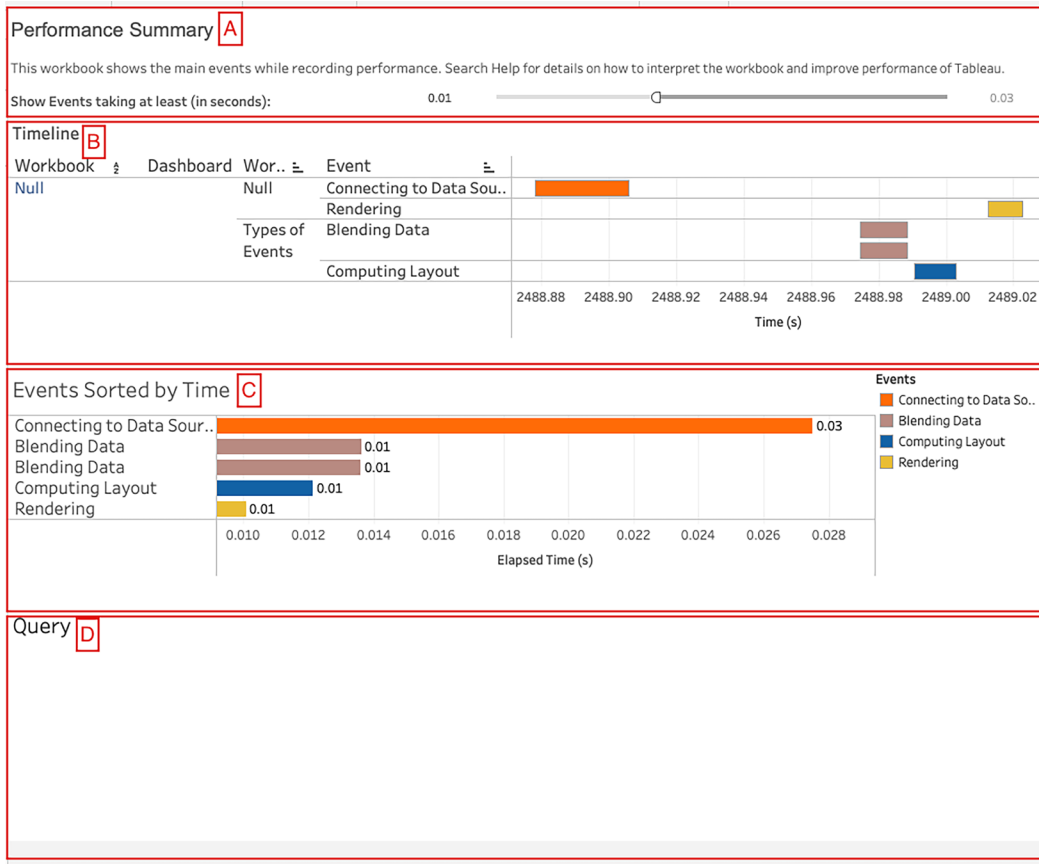 Performance Summary A
This workbook shows the main events while recording performance. Search Help for details on how to interpret the workbook and improve performance of Tableau.
Show Events taking at least (in seconds): 0.01 0.03
Timeline B
Workbook Dashboard Wor.. Event
Null Null Connecting to Data Sou..
Rendering
Types of Blending Data
Events
Computing Layout
2488.88 2488.90 2488.92 2488.94 2488.96 2488.98 2489.00 2489.02
Time (s)
Events Sorted by Time C
Connecting to Data Sour.. 0.03
Blending Data 0.01
Blending Data 0.01
Computing Layout 0.01
Rendering 0.01
0.010 0.012 0.014 0.016 0.018 0.020 0.022 0.024 0.026 0.028
Elapsed Time (s)
Events
Connecting to Data So..
Blending Data
Computing Layout
Rendering
Query D